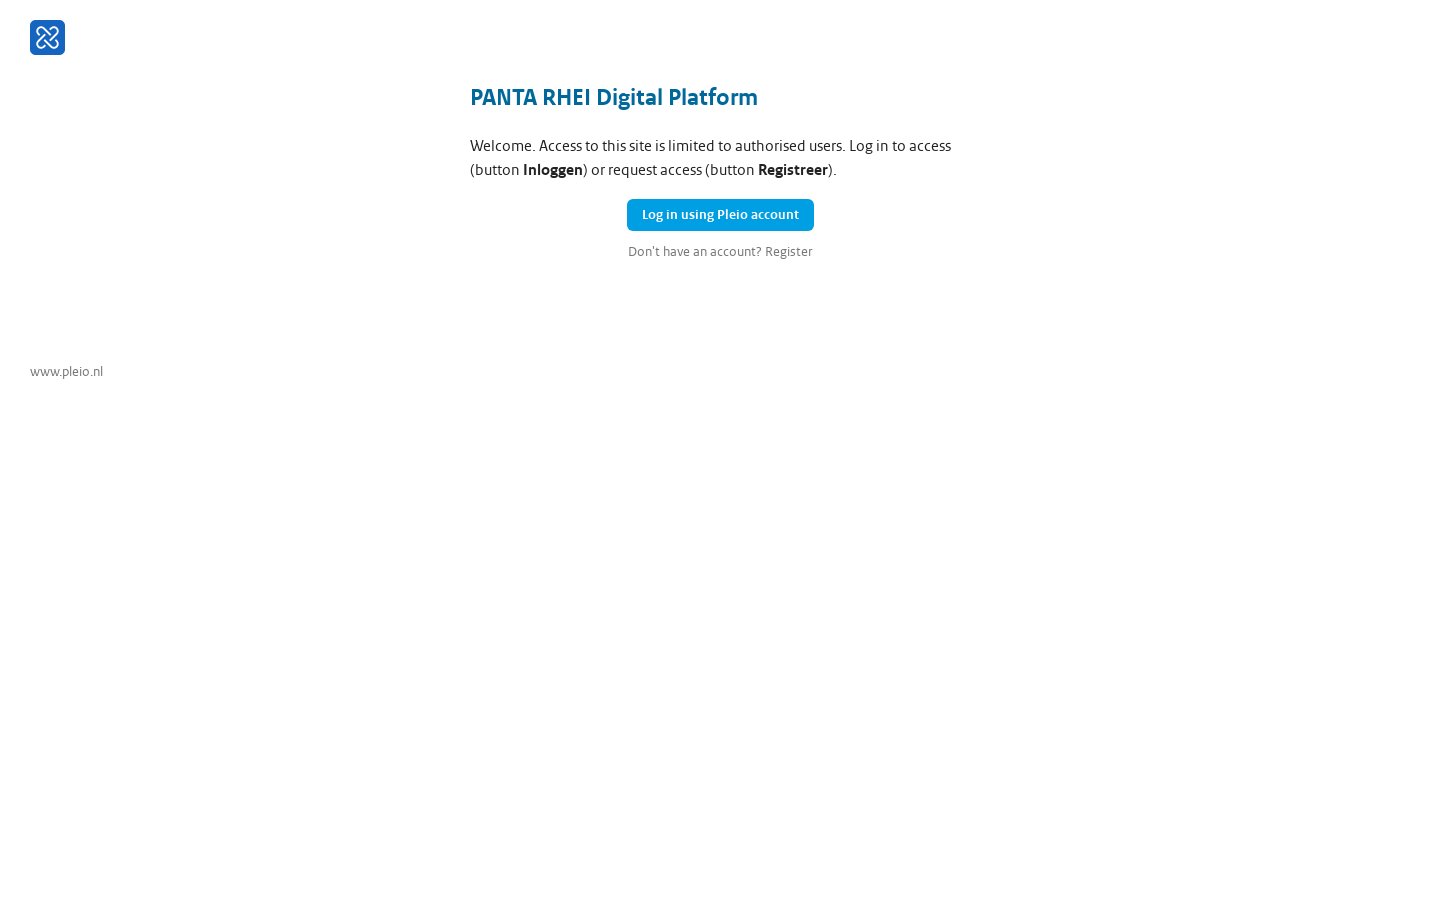 PANTA RHEI Digital Platform
Welcome. Access to this site is limited to authorised users. Log in to access
(button Inloggen) or request access (button Registreer).
Log in using Pleio account
Don't have an account? Register
www.pleio.nl